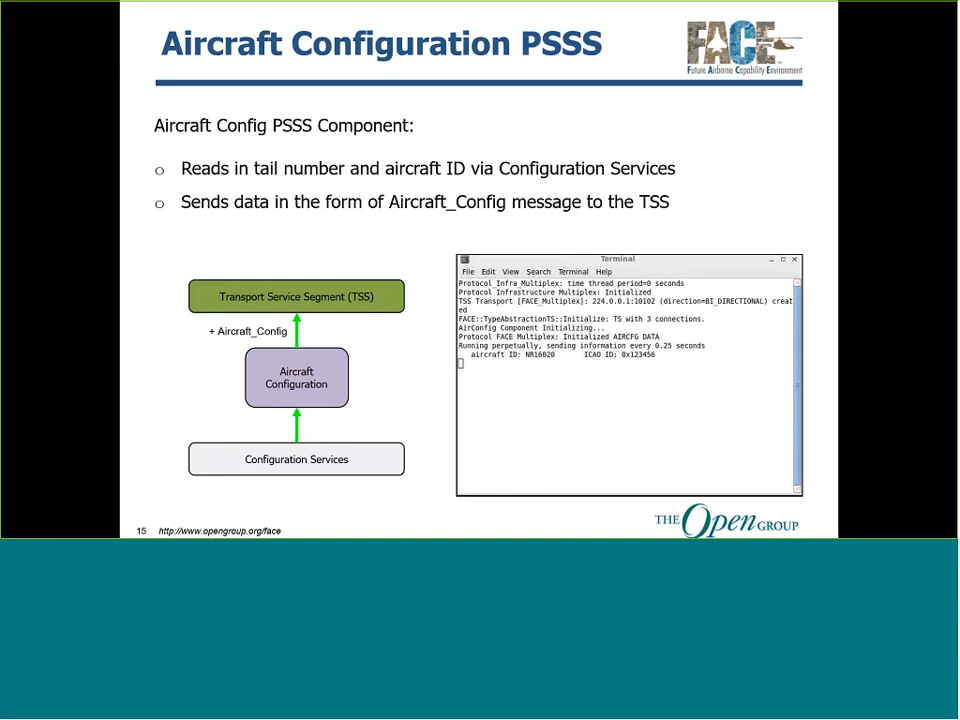 Aircraft Configuration PSSS
FACE
Future Airborne Capability Environment
Aircraft Config PSSS Component:
o Reads in tail number and aircraft ID via Configuration Services
o Sends data in the form of Aircraft_Config message to the TSS
Transport Service Segment (TSS)
+ Aircraft_Config
Aircraft
Configuration
Configuration Services
Terminal
File Edit View Search Terminal Help
Protocol_Infra_Multiplex: time thread period=0 seconds
Protocol Infrastructure Multiplex: Initialized
TSS Transport [FACE_Multiplex]: 224.0.0.1:10102 (direction=BI_DIRECTIONAL) creat
ed
FACE::TypeAbstractionTS::Initialize: TS with 3 connections.
AirConfig Component Initializing...
Protocol FACE Multiplex: Initialized AIRCFG DATA
Running perpetually, sending information every 0.25 seconds
aircraft ID: NR16020 ICAO ID: 0x123456
15 http://www.opengroup.org/face
THE Open GROUP